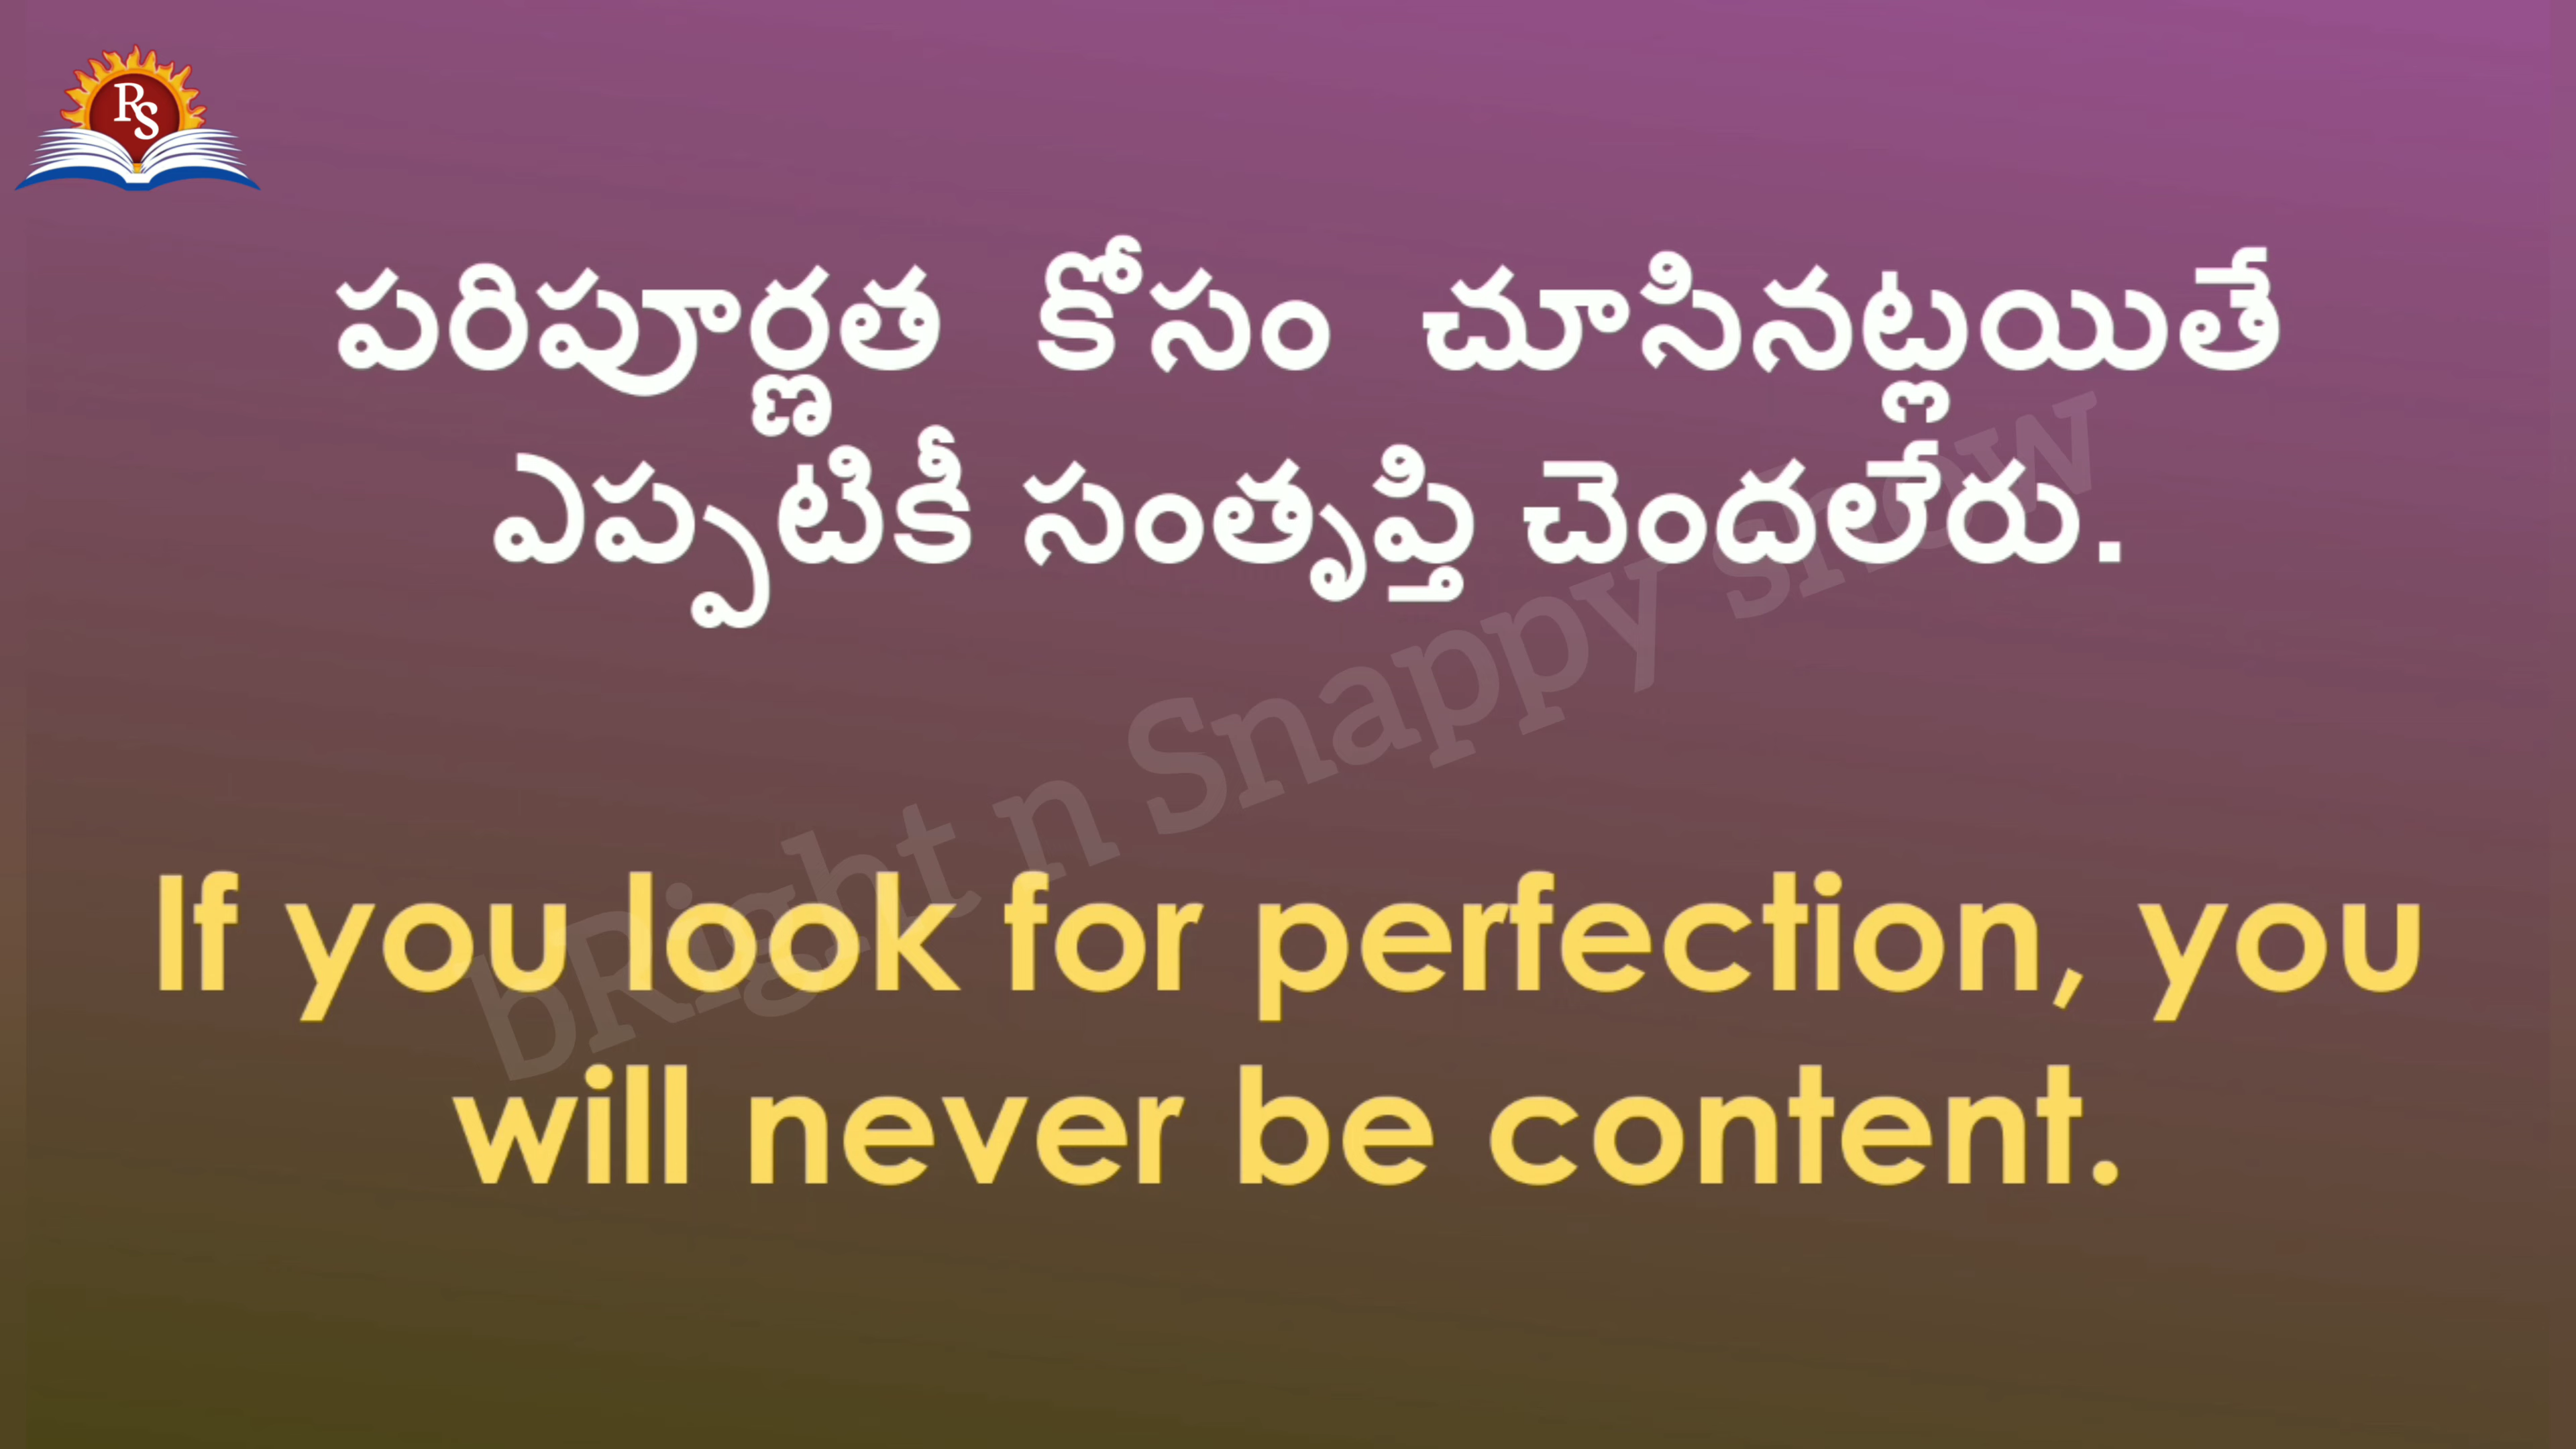 RS
పరిపూర్ణత కోసం చూసినట్లయితే
ఎప్పటికీ సంతృప్తి చెందలేరు.
bRight n Snappy show
If you look for perfection, you
will never be content.